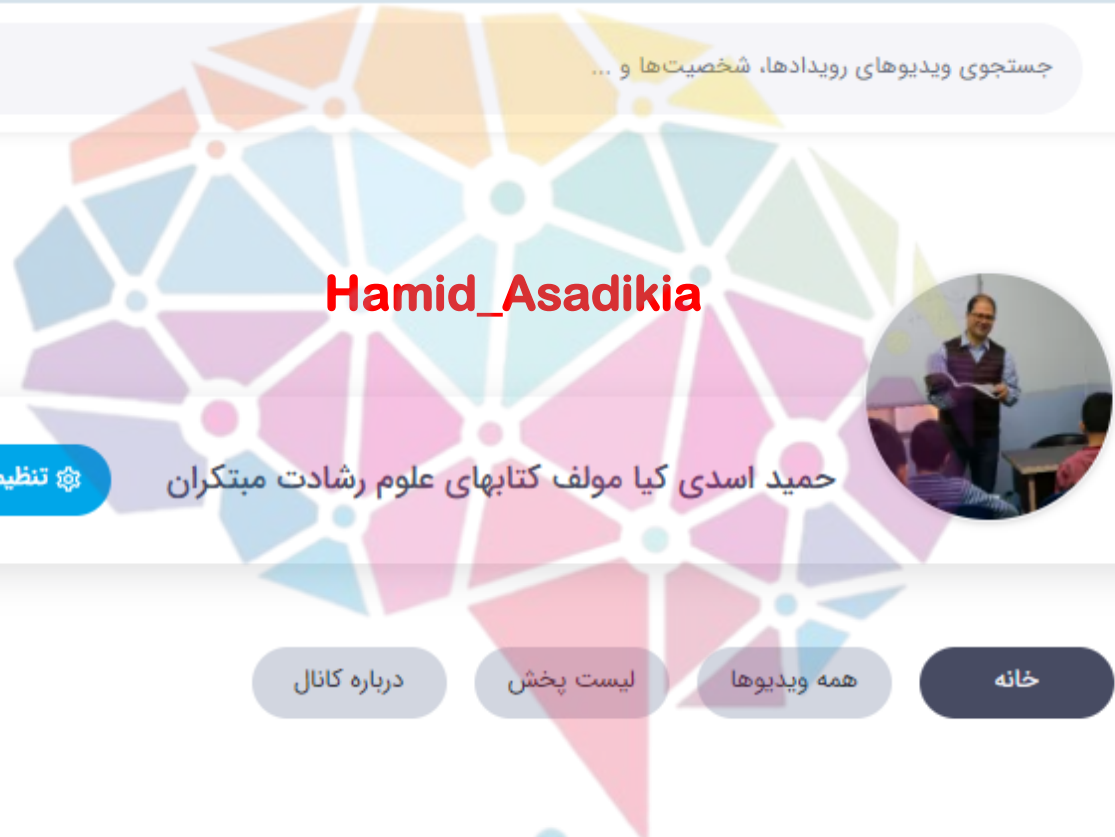 جستجوی ویدیوهای رویدادها، شخصیت‌ها و ...
Hamid_Asadikia
حمید اسدی کیا مولف کتابهای علوم رشادت مبتکران
خانه
همه ویدیوها
لیست پخش
درباره کانال